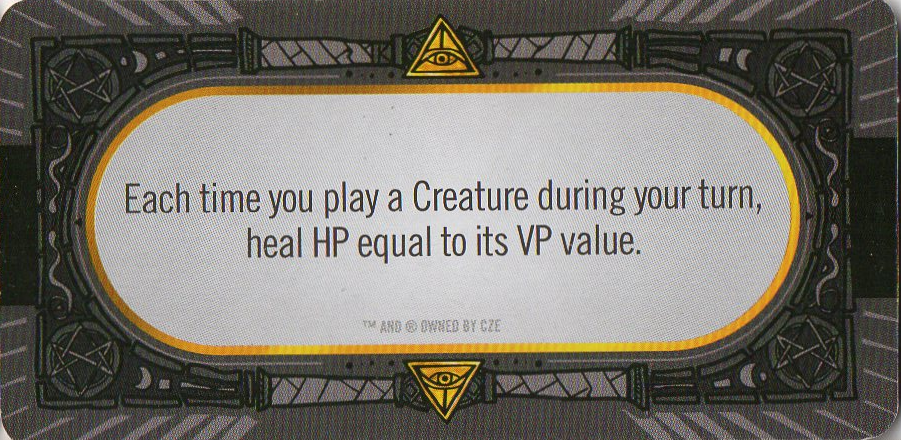 Each time you play a Creature during your turn,
heal HP equal to its VP value.
™ AND ® OWNED BY CZE